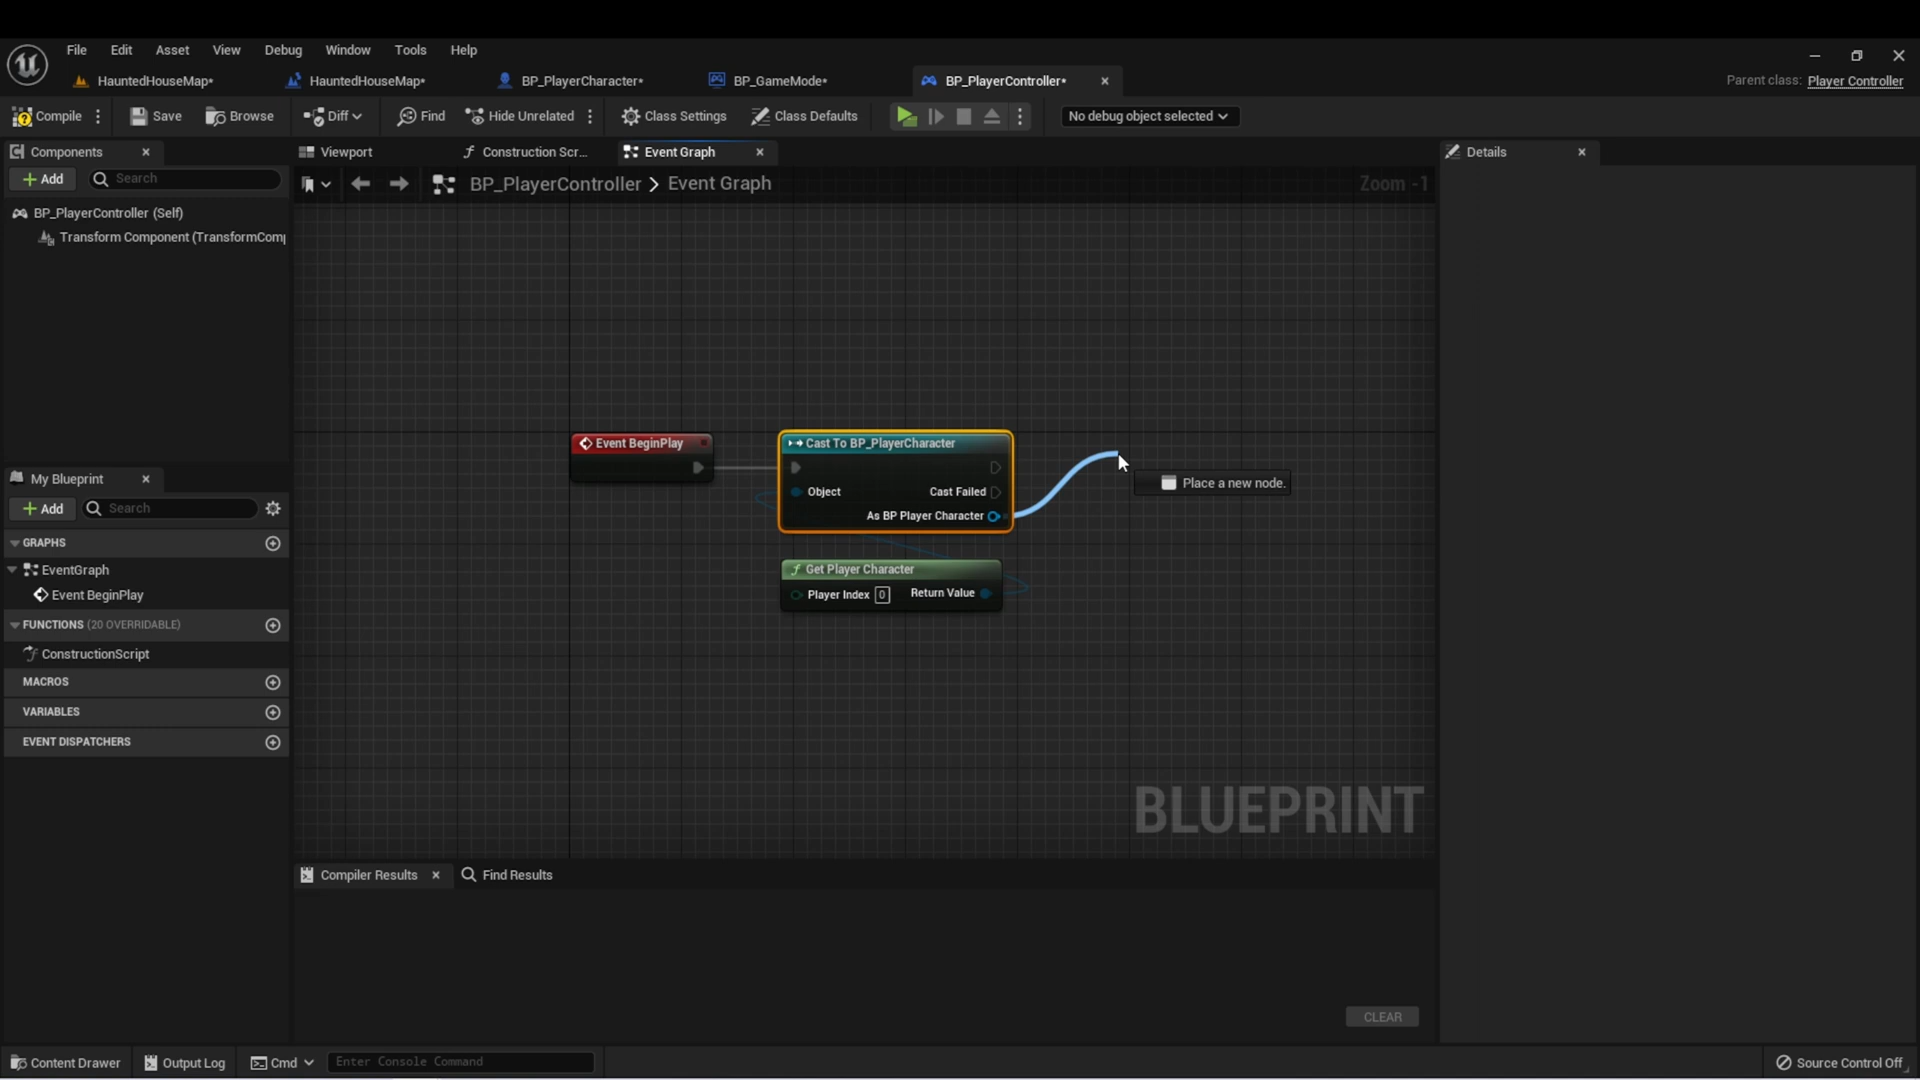 File Edit Asset View Debug Window Tools Help
HauntedHouseMap* HauntedHouseMap* BP_PlayerCharacter* BP_GameMode* BP_PlayerController* Parent class: Player Controller
Compile Save Browse Diff Find Hide Unrelated Class Settings Class Defaults No debug object selected
Components Viewport Construction Scr... Event Graph Details
Add Search BP_PlayerController > Event Graph Zoom -1
BP_PlayerController (Self)
Transform Component (TransformComp
Event BeginPlay Cast To BP_PlayerCharacter
Object Cast Failed
As BP Player Character
Place a new node.
Get Player Character
Player Index 0 Return Value
My Blueprint
Add Search
GRAPHS
EventGraph
Event BeginPlay
FUNCTIONS (20 OVERRIDABLE)
ConstructionScript
MACROS
VARIABLES
EVENT DISPATCHERS
BLUEPRINT
Compiler Results Find Results
CLEAR
Content Drawer Output Log Cmd Enter Console Command Source Control Off